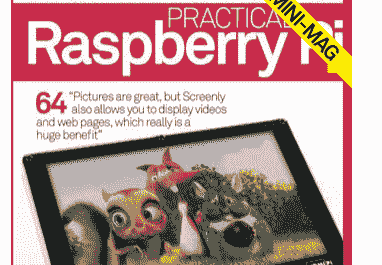 PRACTICAL
Raspberry Pi
MINI-MAG
64 "Pictures are great, but Screenly
also allows you to display videos
and web pages, which really is a
huge benefit"